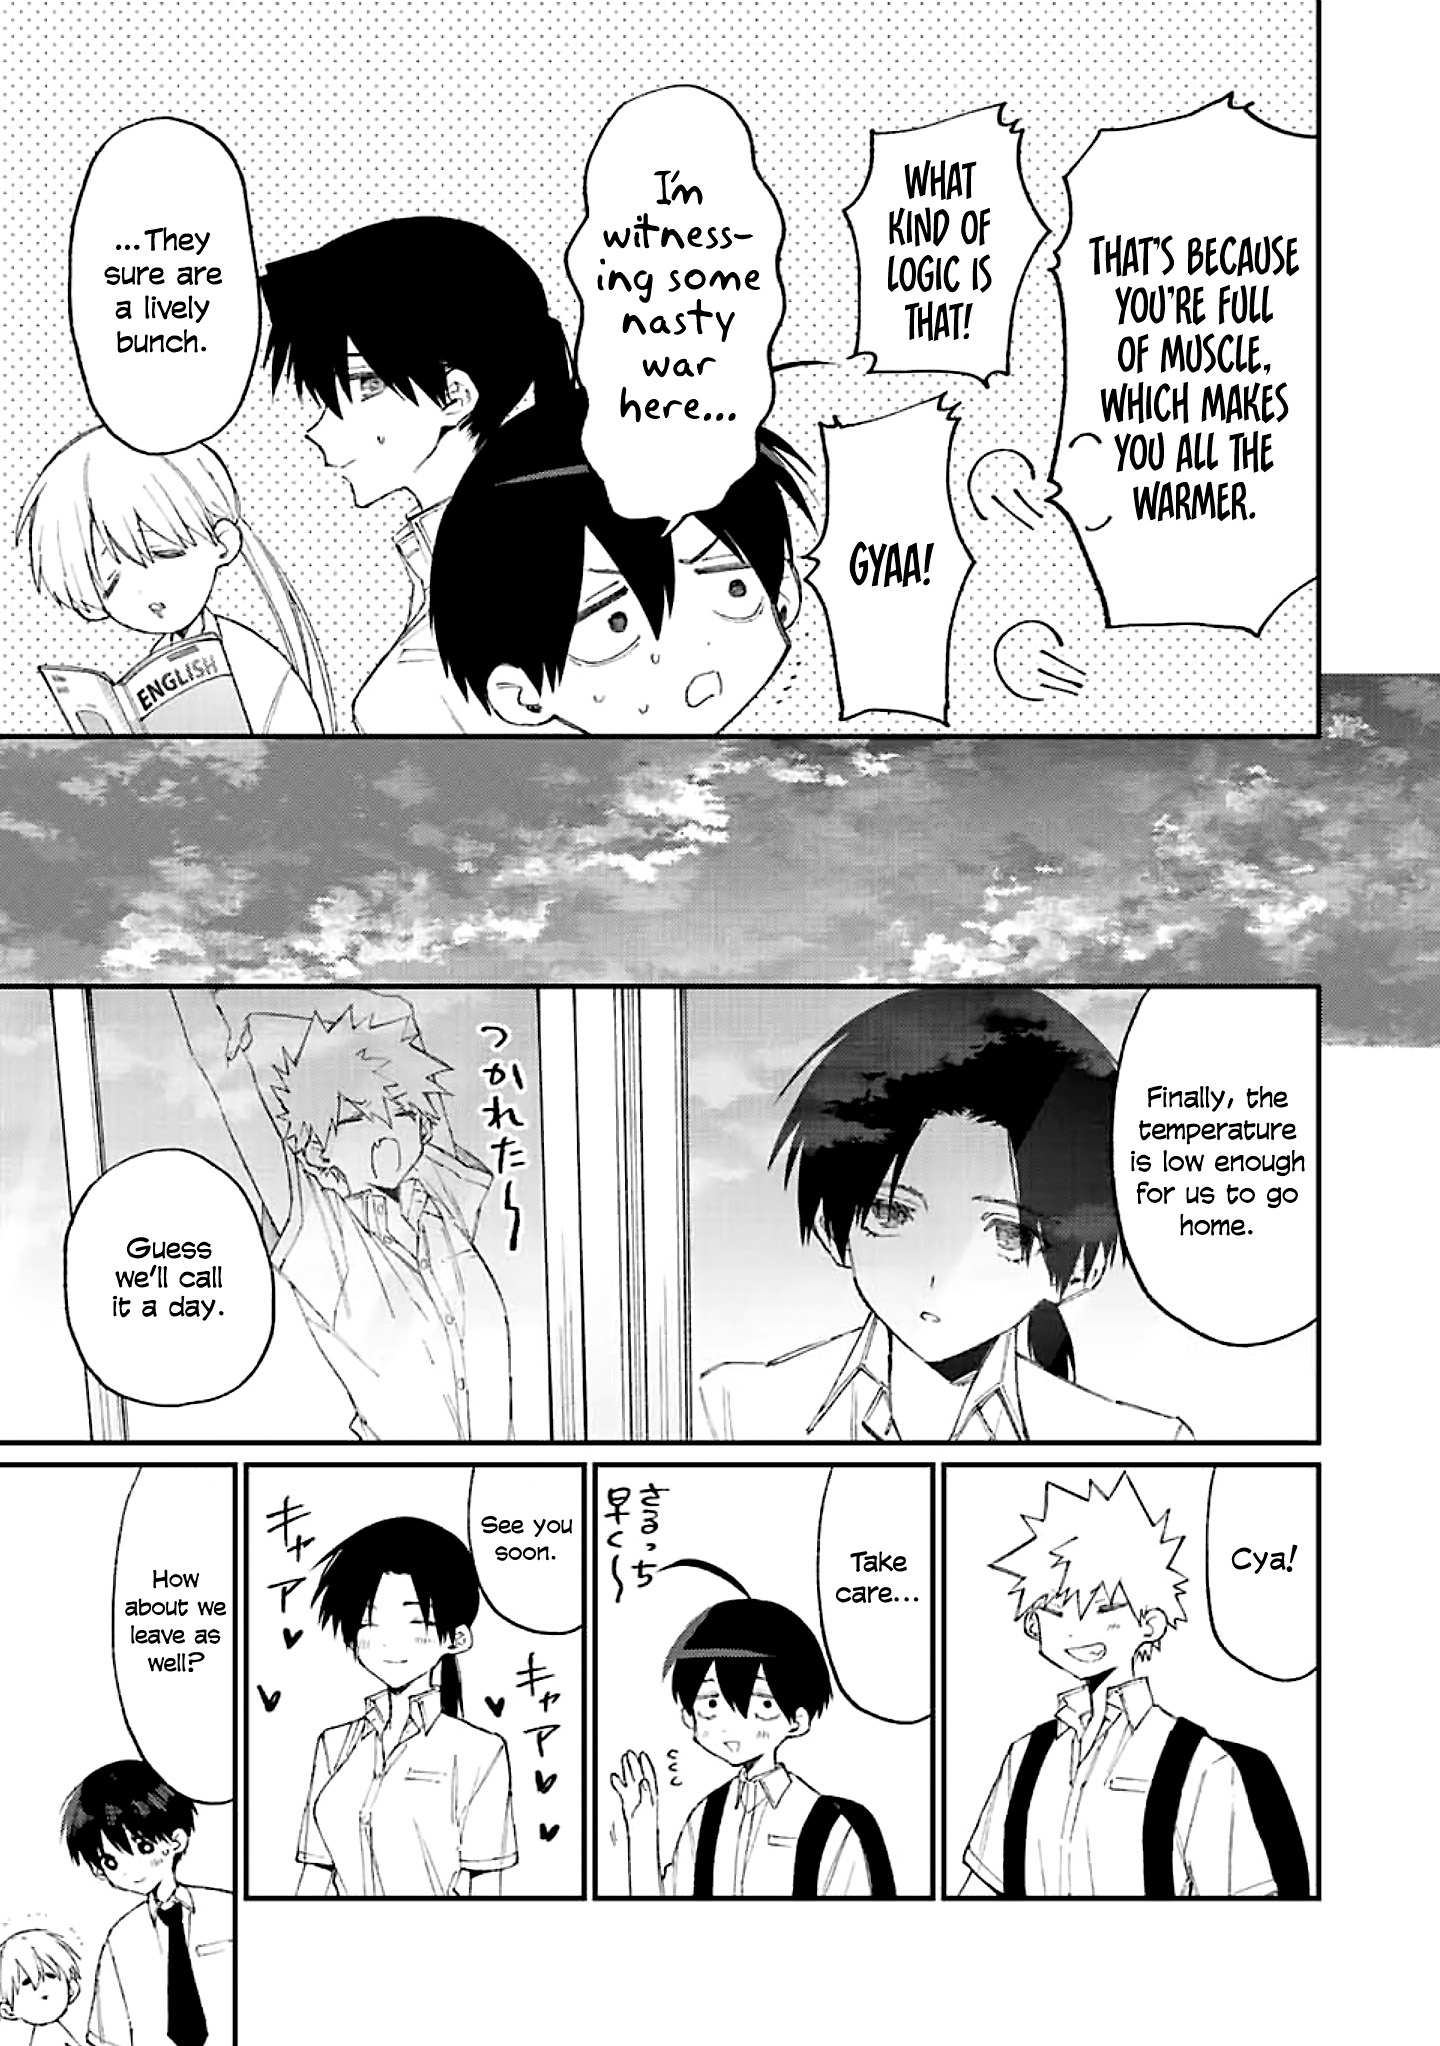 THAT'S BECAUSE
YOU'RE FULL
OF MUSCLE,
WHICH MAKES
YOU ALL THE
WARMER.
WHAT
KIND OF
LOGIC IS
THAT!
GYAA!
I'm
witness-
ing some
nasty
war
here...
...They
sure are
a lively
bunch.
ENGLISH
Finally, the
temperature
is low enough
for us to go
home.
つかれた〜
Guess
we'll call
it a day.
Cya!
Take
care...
さるっち
早く〜
See you
soon.
キャアー
キャアー
How
about we
leave as
well?